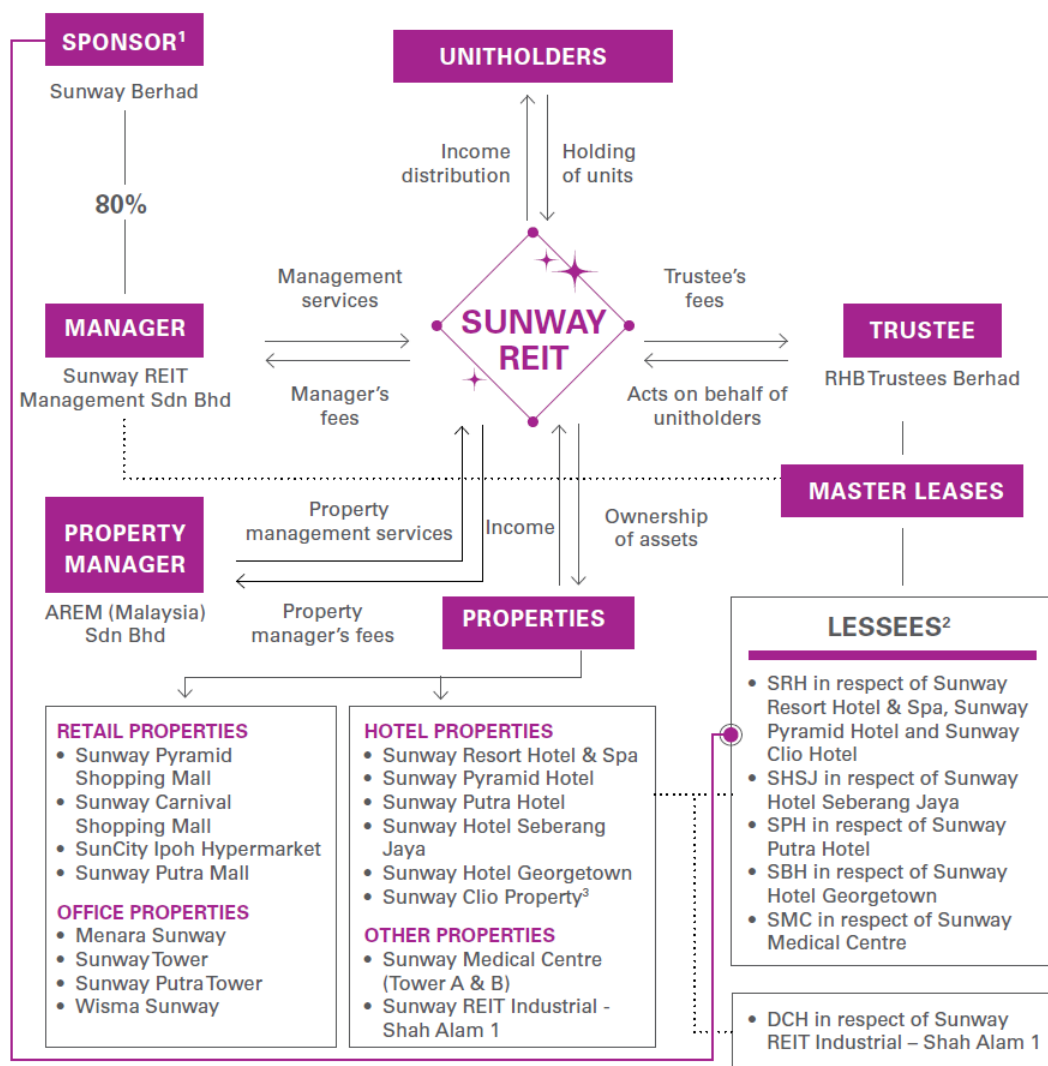 SPONSOR¹
Sunway Berhad
80%
UNITHOLDERS
Income
distribution
Holding
of units
Management
services
Trustee's
fees
MANAGER
Sunway REIT
Management Sdn Bhd
SUNWAY
REIT
TRUSTEE
RHB Trustees Berhad
Manager's
fees
Acts on behalf of
unitholders
MASTER LEASES
PROPERTY
MANAGER
AREM (Malaysia)
Sdn Bhd
Property
management services
Income
Ownership
of assets
Property
manager's fees
PROPERTIES
RETAIL PROPERTIES
• Sunway Pyramid
Shopping Mall
• Sunway Carnival
Shopping Mall
• SunCity Ipoh Hypermarket
• Sunway Putra Mall
OFFICE PROPERTIES
• Menara Sunway
• Sunway Tower
• Sunway Putra Tower
• Wisma Sunway
HOTEL PROPERTIES
• Sunway Resort Hotel & Spa
• Sunway Pyramid Hotel
• Sunway Putra Hotel
• Sunway Hotel Seberang
Jaya
• Sunway Hotel Georgetown
• Sunway Clio Property³
OTHER PROPERTIES
• Sunway Medical Centre
(Tower A & B)
• Sunway REIT Industrial -
Shah Alam 1
LESSEES²
• SRH in respect of Sunway
Resort Hotel & Spa, Sunway
Pyramid Hotel and Sunway
Clio Hotel
• SHSJ in respect of Sunway
Hotel Seberang Jaya
• SPH in respect of Sunway
Putra Hotel
• SBH in respect of Sunway
Hotel Georgetown
• SMC in respect of Sunway
Medical Centre
• DCH in respect of Sunway
REIT Industrial – Shah Alam 1